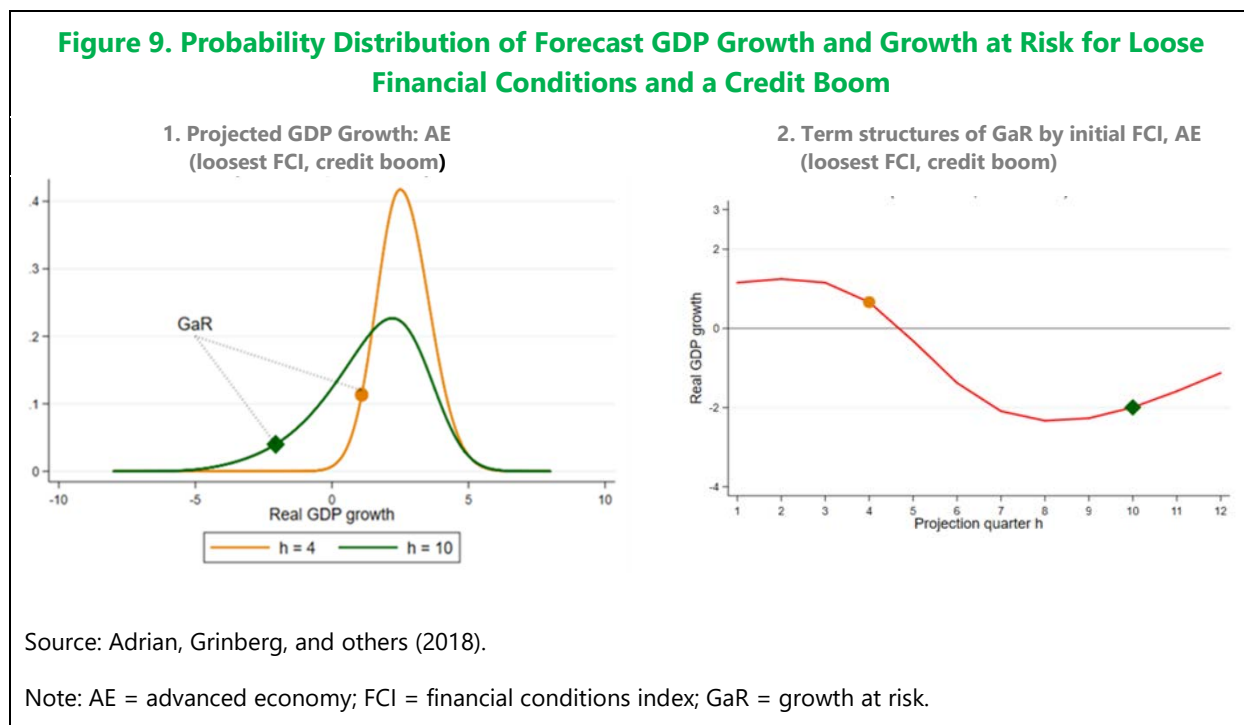 Figure 9. Probability Distribution of Forecast GDP Growth and Growth at Risk for Loose
Financial Conditions and a Credit Boom
1. Projected GDP Growth: AE
(loosest FCI, credit boom)
.4
.3
.2
.1
0
GaR
-10
-5
0
5
10
Real GDP growth
h = 4
h = 10
2. Term structures of GaR by initial FCI, AE
(loosest FCI, credit boom)
Real GDP growth
3
2
0
-2
-4
1
2
3
4
5
6
7
8
9
10
11
12
Projection quarter h
Source: Adrian, Grinberg, and others (2018).
Note: AE = advanced economy; FCI = financial conditions index; GaR = growth at risk.